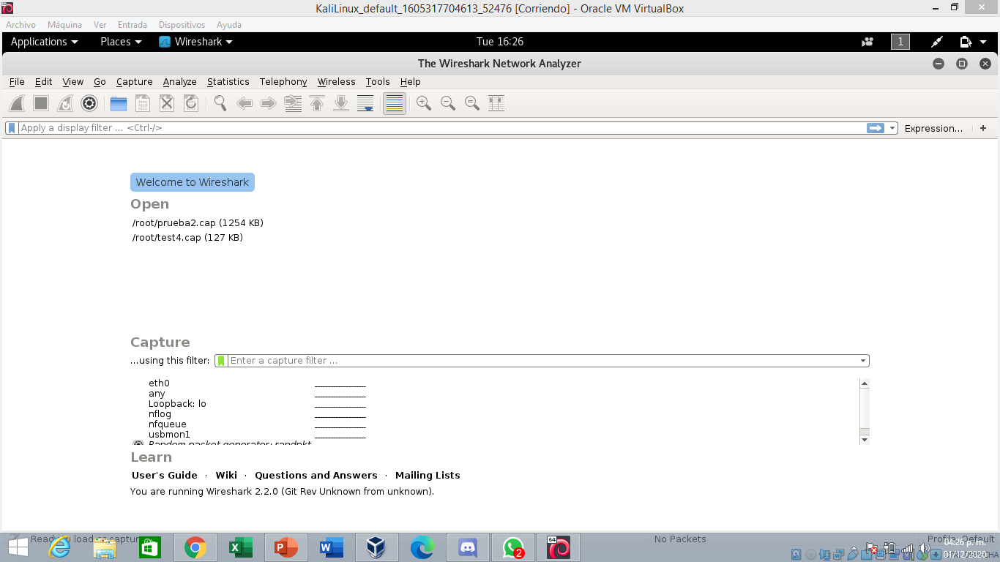 KaliLinux_default_1605317704613_52476 [Corriendo] - Oracle VM VirtualBox
Archivo Máquina Ver Entrada Dispositivos Ayuda
Applications Places Wireshark Tue 16:26 1
The Wireshark Network Analyzer
File Edit View Go Capture Analyze Statistics Telephony Wireless Tools Help
Apply a display filter ... <Ctrl-/> Expression... +
Welcome to Wireshark
Open
/root/prueba2.cap (1254 KB)
/root/test4.cap (127 KB)
Capture
...using this filter: Enter a capture filter ...
eth0
any
Loopback: lo
nflog
nfqueue
usbmon1
Random packet generator: randpkt
Learn
User's Guide · Wiki · Questions and Answers · Mailing Lists
You are running Wireshark 2.2.0 (Git Rev Unknown from unknown).
Ready to load or capture No Packets Profile: Default
2 64 04:26 p. m.
01/12/2020